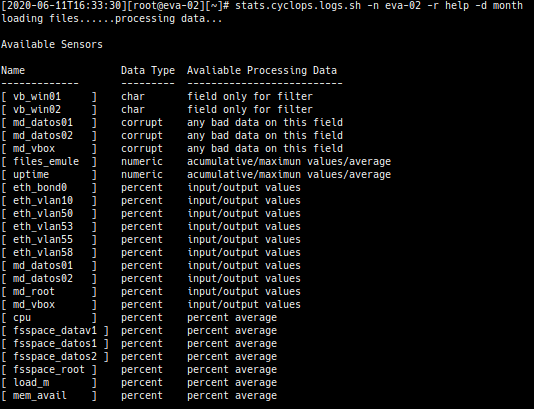 [2020-06-11T16:33:30][root@eva-02][~]# stats.cyclops.logs.sh -n eva-02 -r help -d month
loading files......processing data...
Available Sensors
Name Data Type Avaliable Processing Data
------------- --------- --------------------------
[ vb_win01 ] char field only for filter
[ vb_win02 ] char field only for filter
[ md_datos01 ] corrupt any bad data on this field
[ md_datos02 ] corrupt any bad data on this field
[ md_vbox ] corrupt any bad data on this field
[ files_emule ] numeric acumulative/maximun values/average
[ uptime ] numeric acumulative/maximun values/average
[ eth_bond0 ] percent input/output values
[ eth_vlan10 ] percent input/output values
[ eth_vlan50 ] percent input/output values
[ eth_vlan53 ] percent input/output values
[ eth_vlan55 ] percent input/output values
[ eth_vlan58 ] percent input/output values
[ md_datos01 ] percent input/output values
[ md_datos02 ] percent input/output values
[ md_root ] percent input/output values
[ md_vbox ] percent input/output values
[ cpu ] percent percent average
[ fsspace_datav1 ] percent percent average
[ fsspace_datos1 ] percent percent average
[ fsspace_datos2 ] percent percent average
[ fsspace_root ] percent percent average
[ load_m ] percent percent average
[ mem_avail ] percent percent average